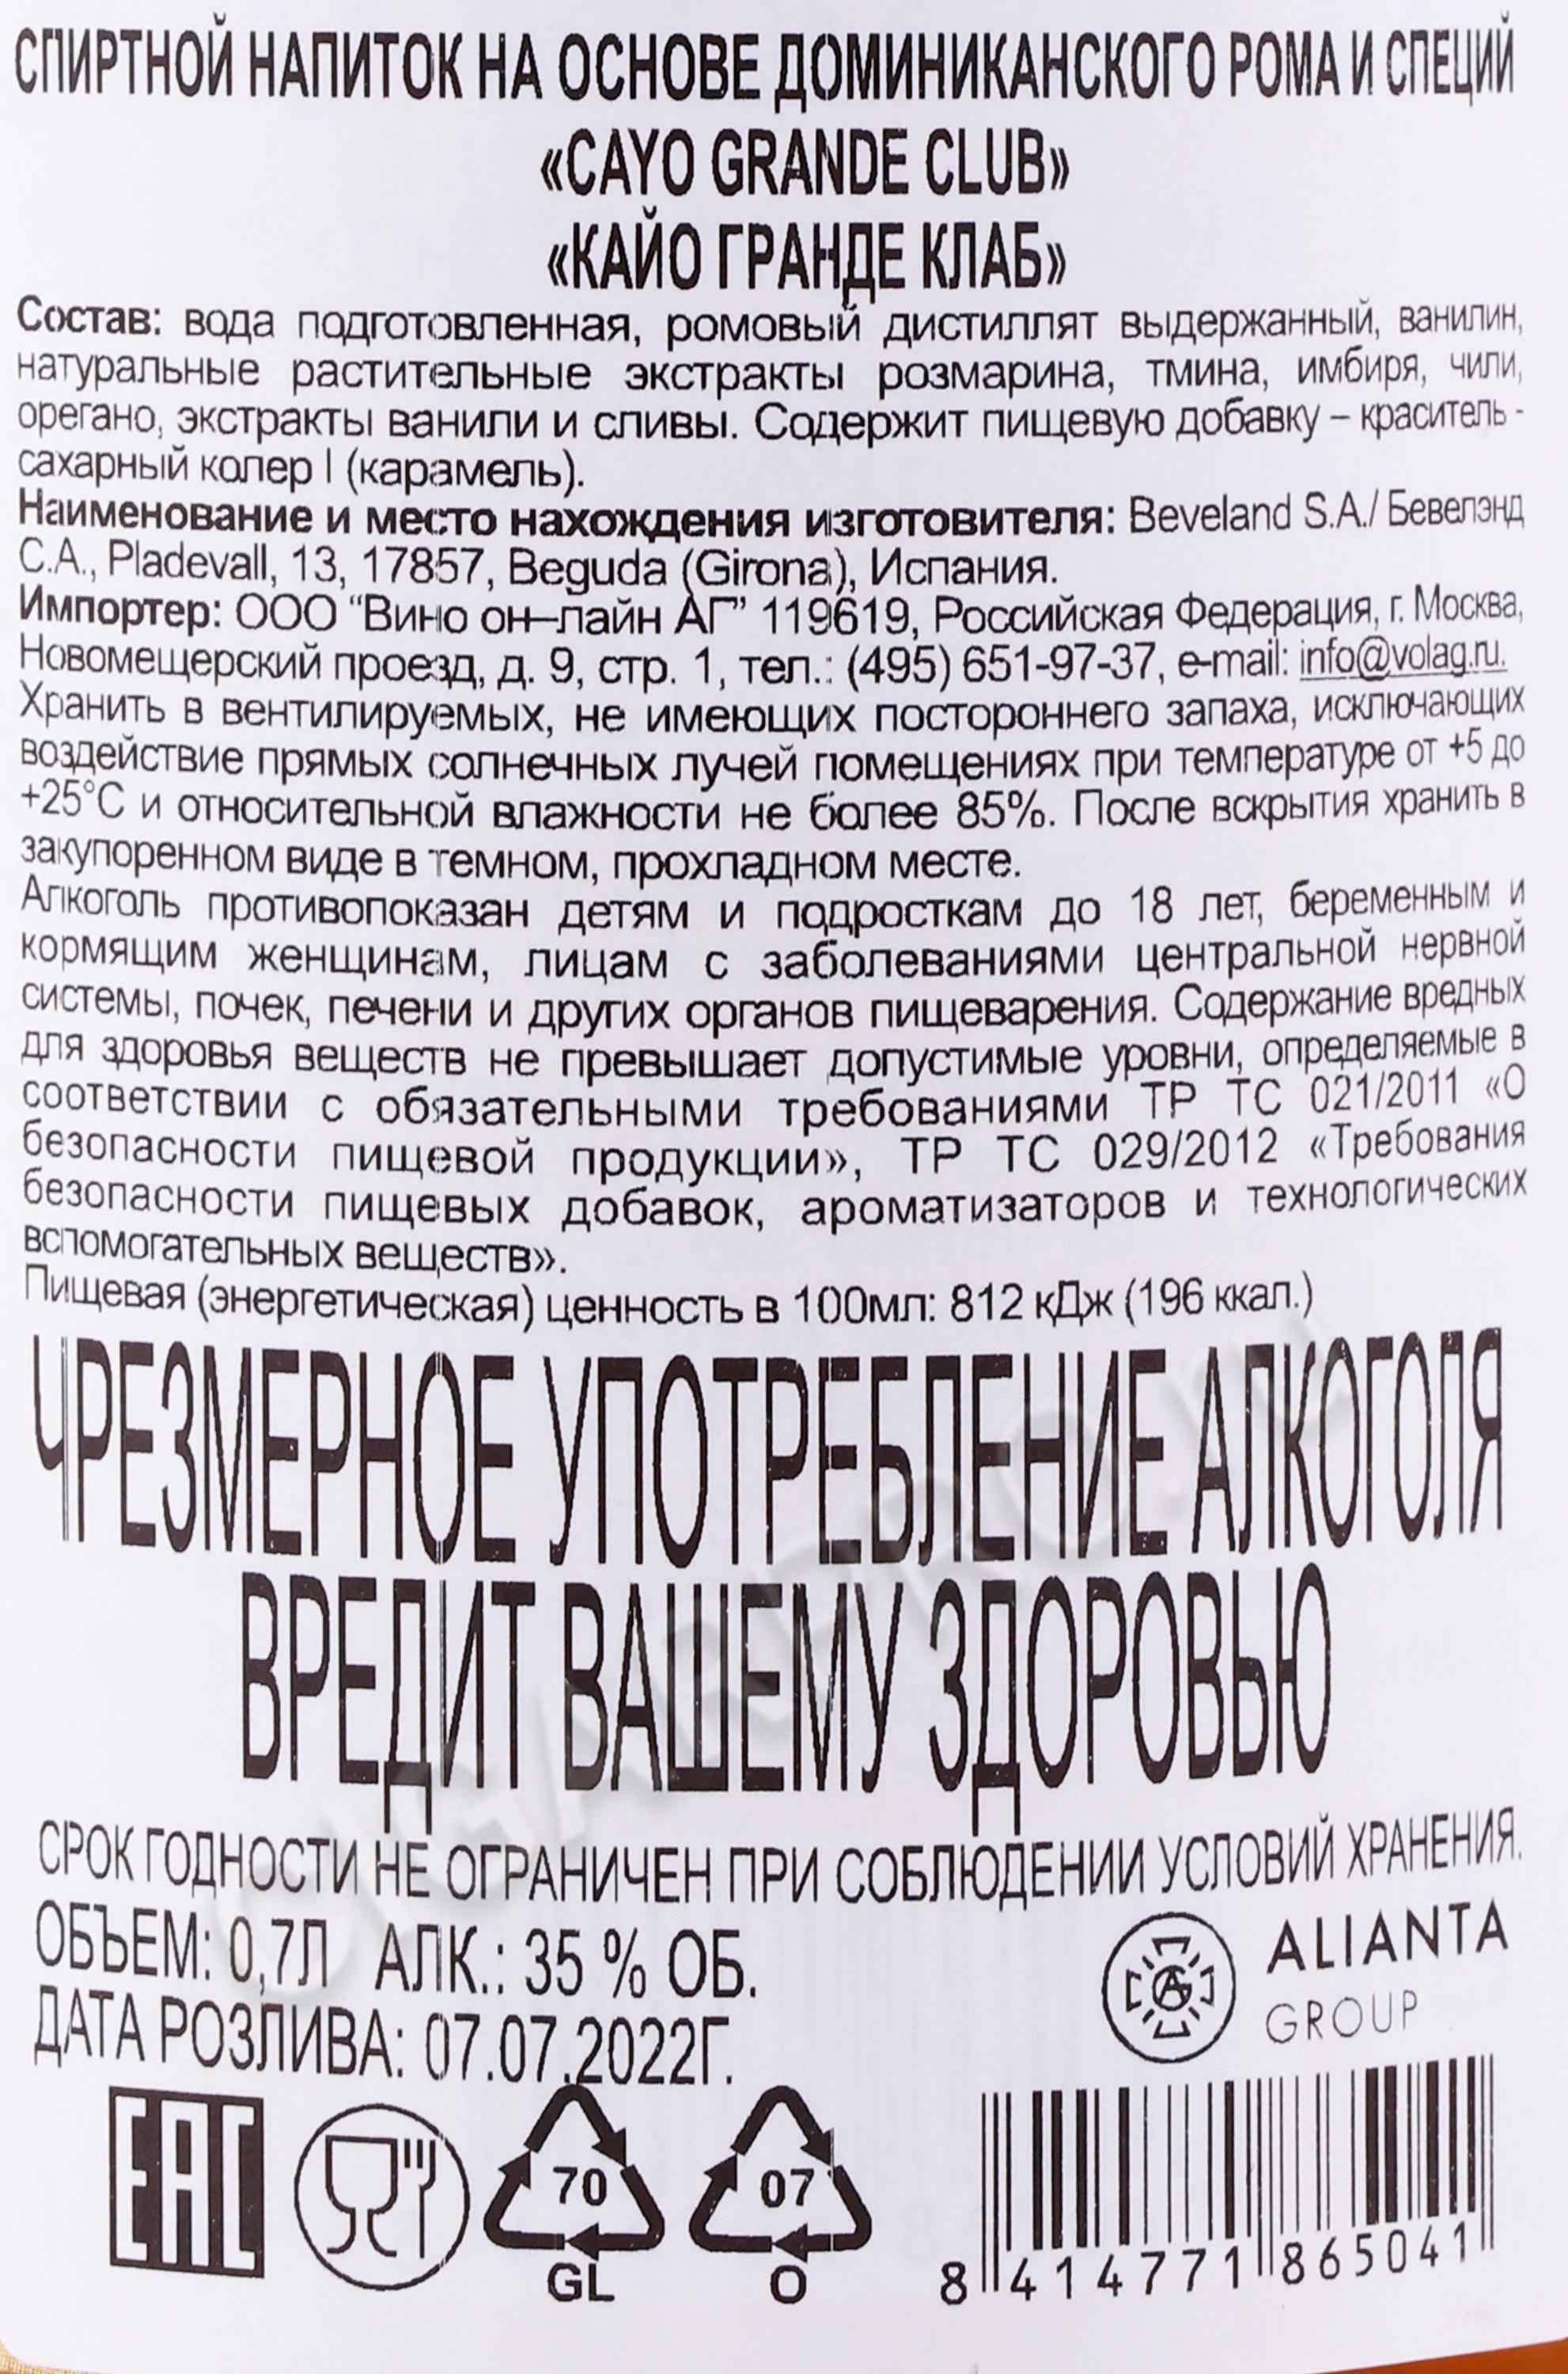 СПИРТНОЙ НАПИТОК НА ОСНОВЕ ДОМИНИКАНСКОГО РОМА И СПЕЦИЙ
«CAYO GRANDE CLUB»
«КАЙО ГРАНДЕ КЛАБ»
Состав: вода подготовленная, ромовый дистиллят выдержанный, ванилин,
натуральные растительные экстракты розмарина, тмина, имбиря, чили,
орегано, экстракты ванили и сливы. Содержит пищевую добавку – краситель -
сахарный колер I (карамель).
Наименование и место нахождения изготовителя: Beveland S.A./ Бевелэнд
С.А., Pladevall, 13, 17857, Beguda (Girona), Испания.
Импортер: ООО “Вино он–лайн АГ” 119619, Российская Федерация, г. Москва,
Новомещерский проезд, д. 9, стр. 1, тел.: (495) 651-97-37, e-mail: info@volag.ru.
Хранить в вентилируемых, не имеющих постороннего запаха, исключающих
воздействие прямых солнечных лучей помещениях при температуре от +5 до
+25°С и относительной влажности не более 85%. После вскрытия хранить в
закупоренном виде в темном, прохладном месте.
Алкоголь противопоказан детям и подросткам до 18 лет, беременным и
кормящим женщинам, лицам с заболеваниями центральной нервной
системы, почек, печени и других органов пищеварения. Содержание вредных
для здоровья веществ не превышает допустимые уровни, определяемые в
соответствии с обязательными требованиями ТР ТС 021/2011 «О
безопасности пищевой продукции», ТР ТС 029/2012 «Требования
безопасности пищевых добавок, ароматизаторов и технологических
вспомогательных веществ».
Пищевая (энергетическая) ценность в 100мл: 812 кДж (196 ккал.)
ЧРЕЗМЕРНОЕ УПОТРЕБЛЕНИЕ АЛКОГОЛЯ
ВРЕДИТ ВАШЕМУ ЗДОРОВЬЮ
СРОК ГОДНОСТИ НЕ ОГРАНИЧЕН ПРИ СОБЛЮДЕНИИ УСЛОВИЙ ХРАНЕНИЯ.
ОБЪЕМ: 0,7Л АЛК.: 35 % ОБ.
ДАТА РОЗЛИВА: 07.07.2022Г.
ALIANTA
GROUP
EAC
70
GL
07
O
8 414771 865041